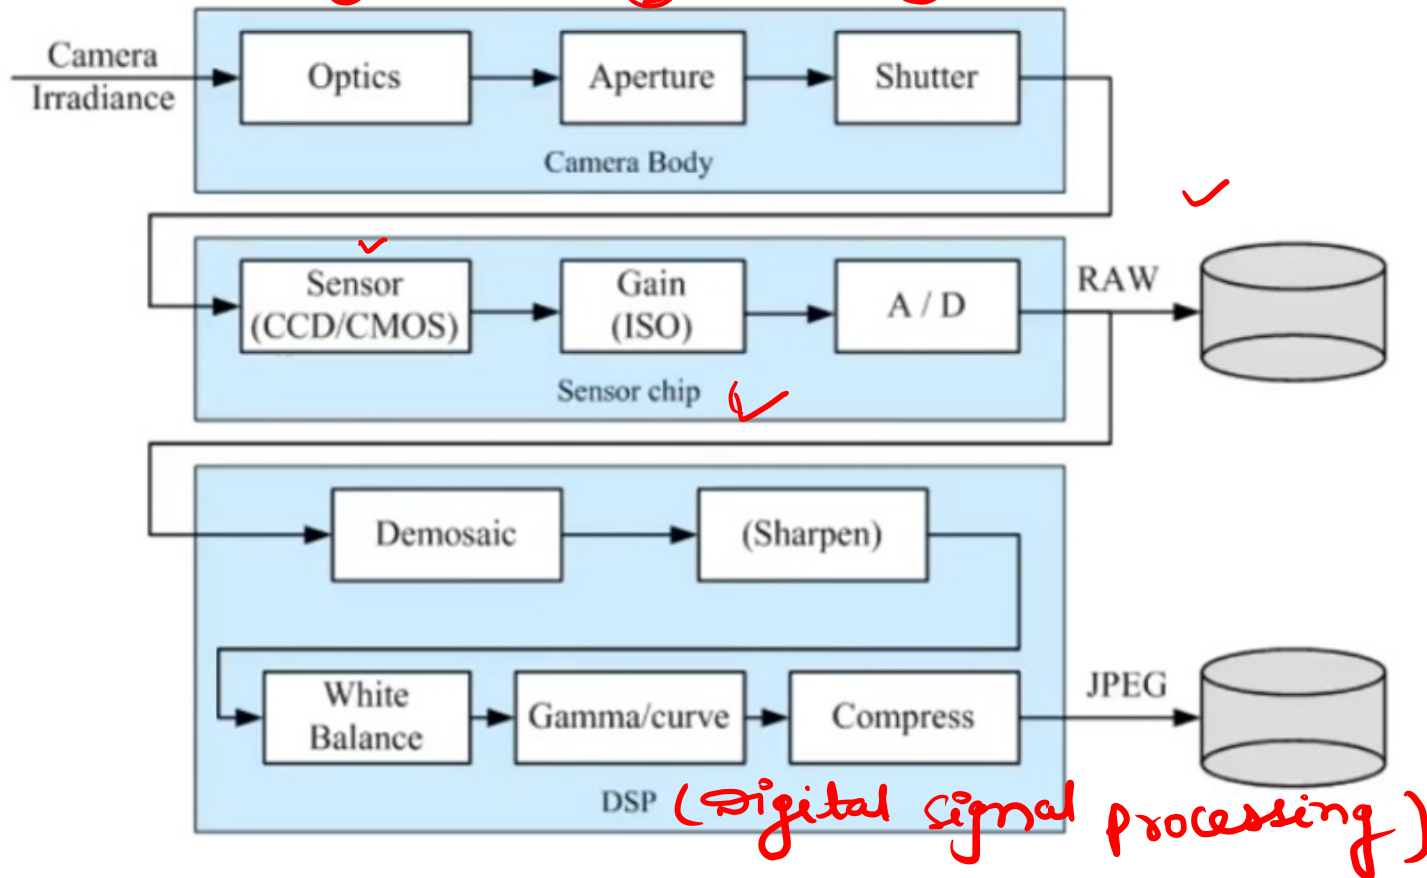 Camera
Irradiance
Optics
Aperture
Shutter
Camera Body
Sensor
(CCD/CMOS)
Gain
(ISO)
A / D
RAW
Sensor chip
Demosaic
(Sharpen)
White
Balance
Gamma/curve
Compress
JPEG
DSP (Digital signal processing)